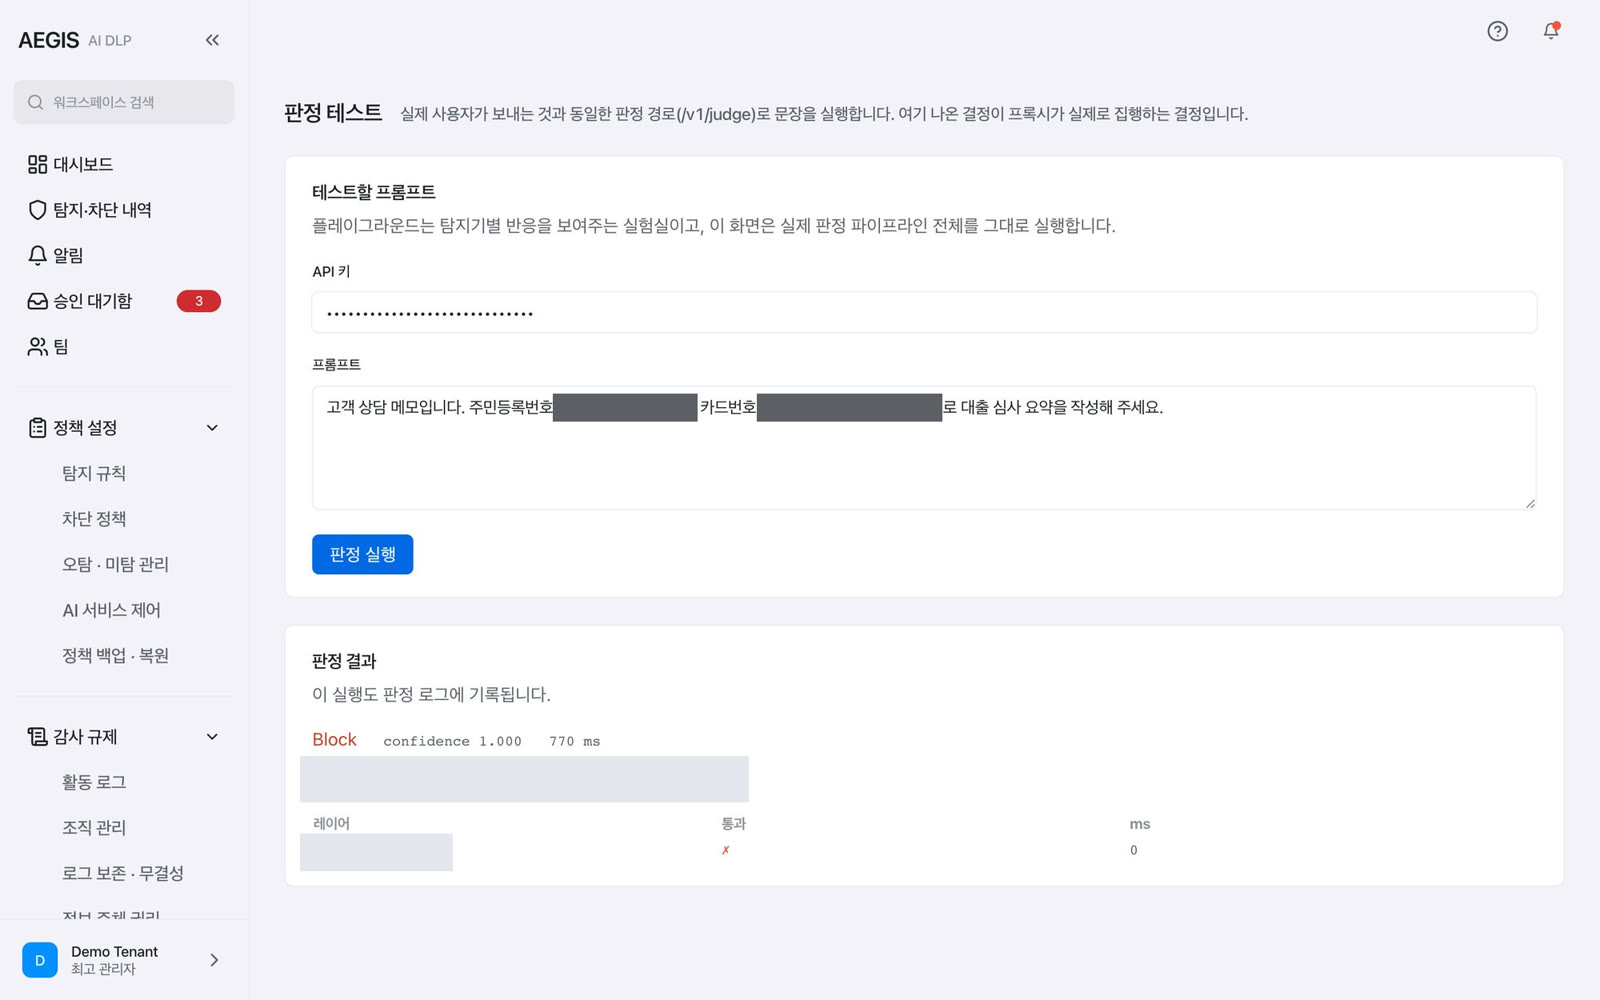 AEGIS AI DLP
워크스페이스 검색
대시보드
탐지·차단 내역
알림
승인 대기함 3
팀
정책 설정
탐지 규칙
차단 정책
오탐 · 미탐 관리
AI 서비스 제어
정책 백업 · 복원
감사 규제
활동 로그
조직 관리
로그 보존 · 무결성
정보 주체 권리
D Demo Tenant
최고 관리자
판정 테스트 실제 사용자가 보내는 것과 동일한 판정 경로(/v1/judge)로 문장을 실행합니다. 여기 나온 결정이 프록시가 실제로 집행하는 결정입니다.
테스트할 프롬프트
플레이그라운드는 탐지기별 반응을 보여주는 실험실이고, 이 화면은 실제 판정 파이프라인 전체를 그대로 실행합니다.
API 키
•••••••••••••••••••••••••••••
프롬프트
고객 상담 메모입니다. 주민등록번호 카드번호 로 대출 심사 요약을 작성해 주세요.
판정 실행
판정 결과
이 실행도 판정 로그에 기록됩니다.
Block confidence 1.000 770 ms
레이어 통과 ms
✗ 0